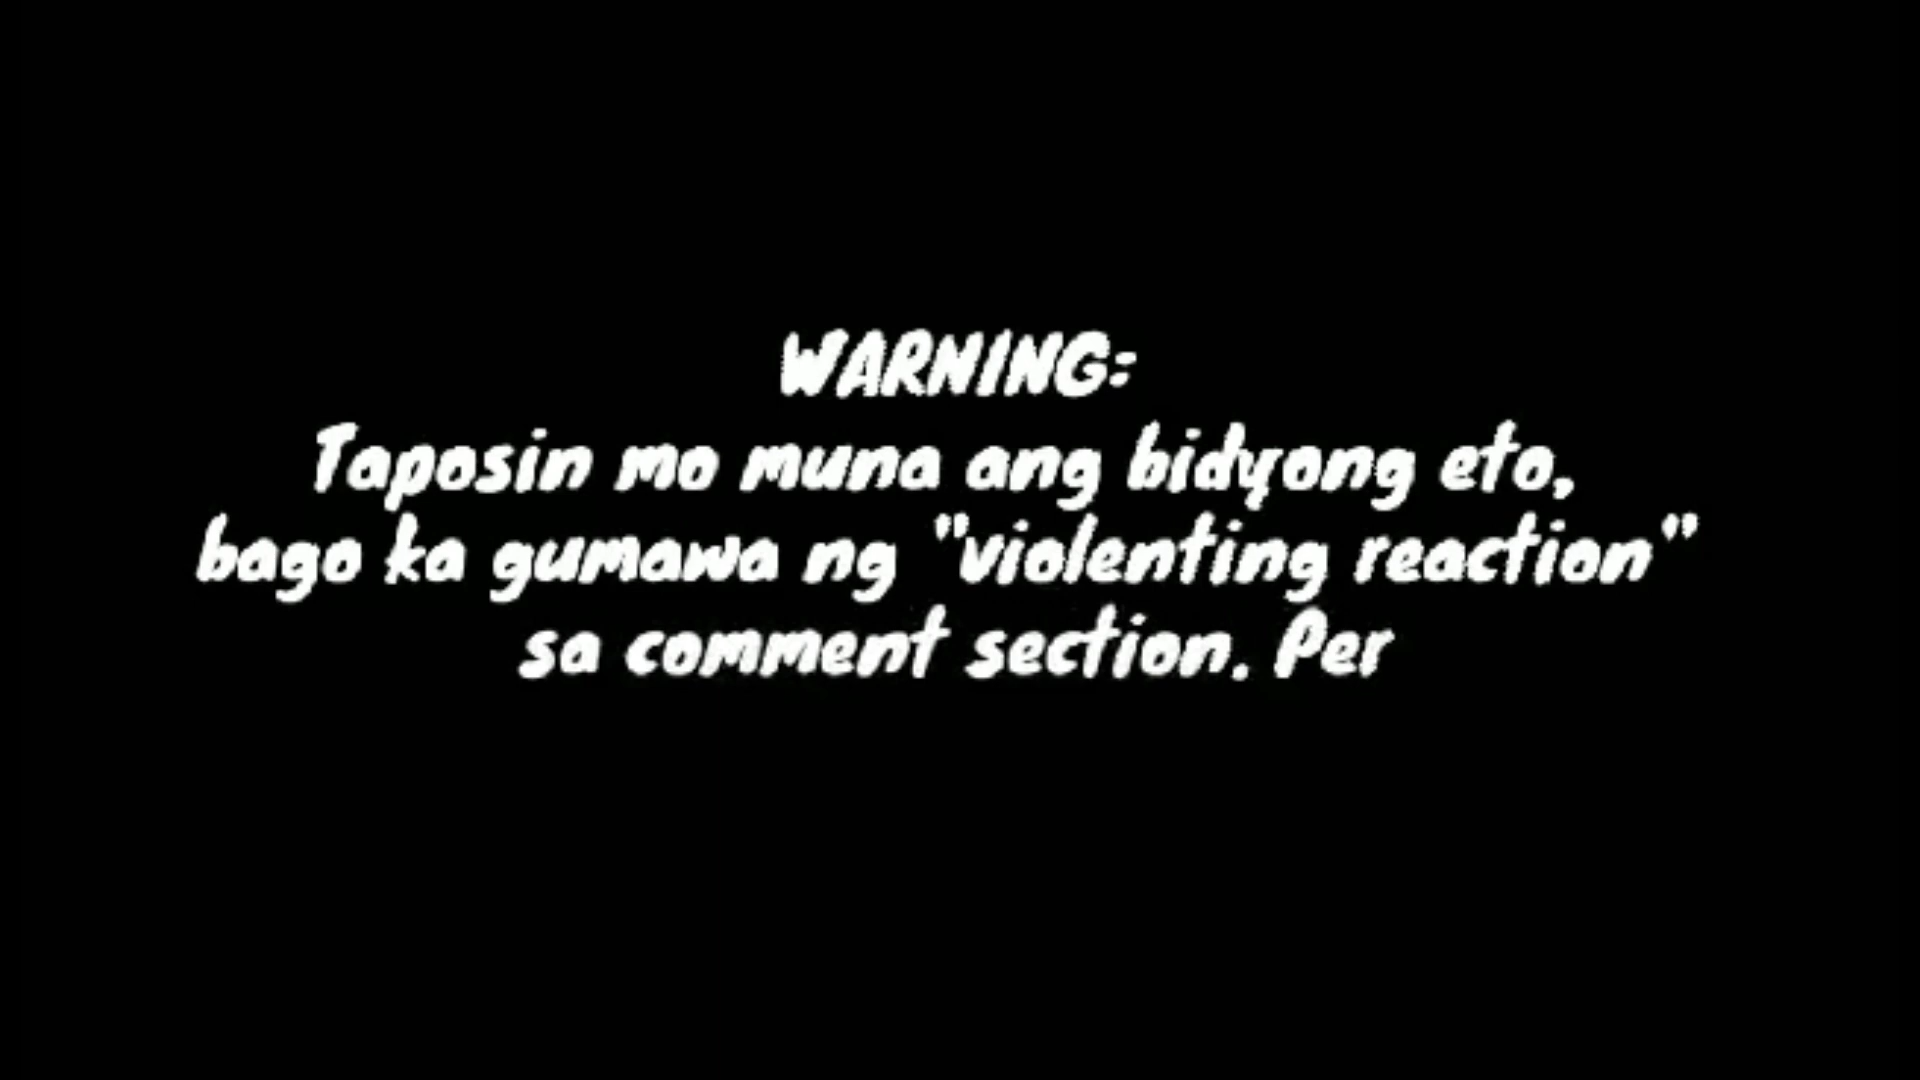 WARNING:
Taposin mo muna ang bidyong eto,
bago ka gumawa ng "violenting reaction"
sa comment section. Per